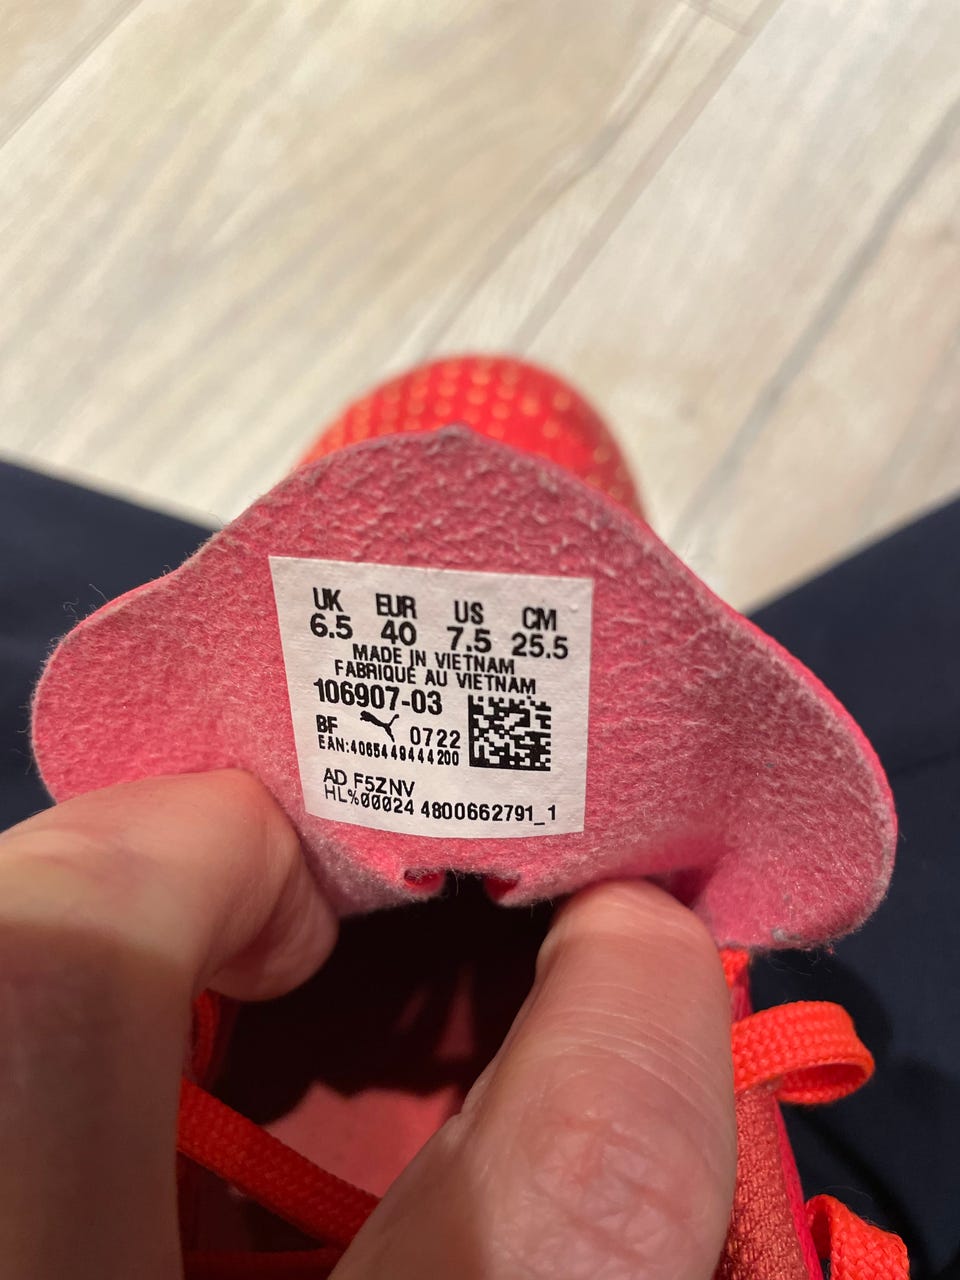 UK EUR US CM
6.5 40 7.5 25.5
MADE IN VIETNAM
FABRIQUÉ AU VIETNAM
106907-03
BF 0722
EAN:4065449444200
AD F5ZNV
HL%00024 4800662791_1